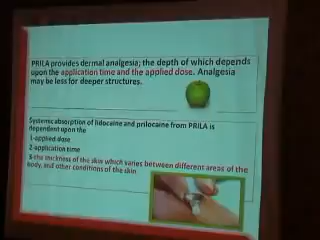 PRILA provides dermal analgesia; the depth of which depends
upon the application time and the applied dose. Analgesia
may be less for deeper structures.
Systemic absorption of lidocaine and prilocaine from PRILA is
dependent upon the
1-applied dose
2-application time
3-the thickness of the skin which varies between different areas of the
body, and other conditions of the skin